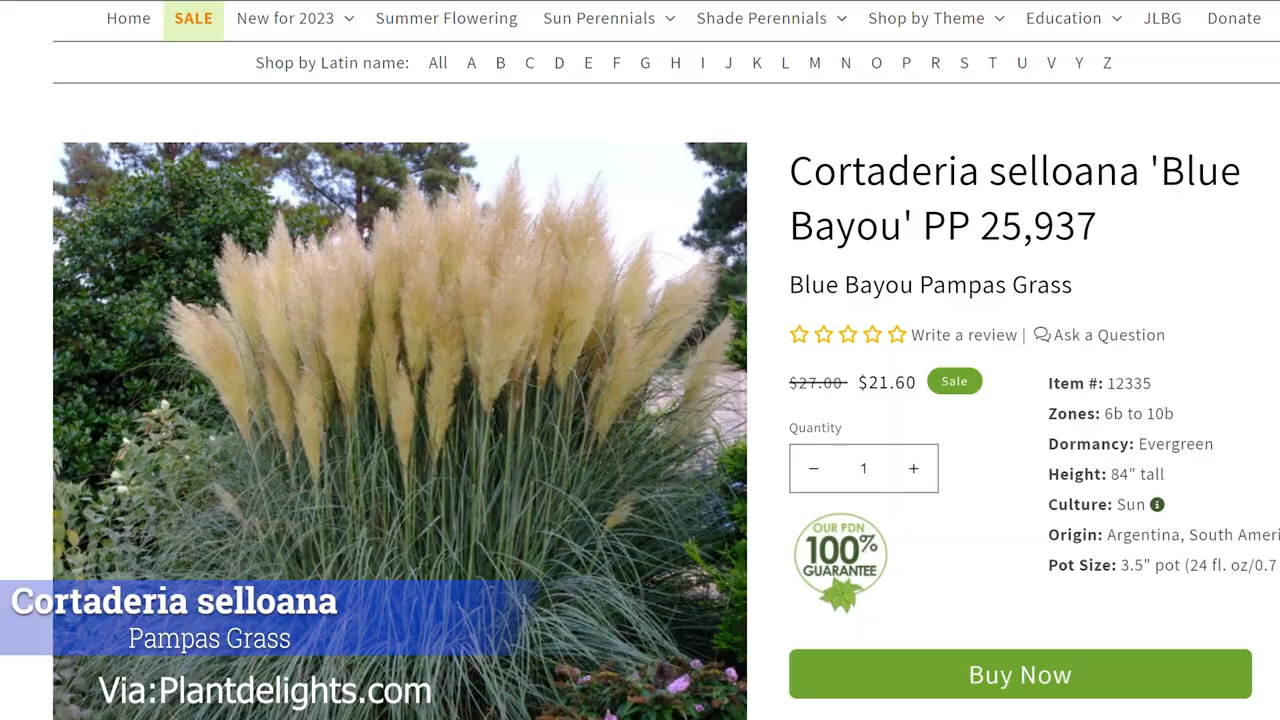 Home SALE New for 2023 Summer Flowering Sun Perennials Shade Perennials Shop by Theme Education JLBG Donate
Shop by Latin name: All A B C D E F G H I J K L M N O P R S T U V Y Z
Cortaderia selloana 'Blue
Bayou' PP 25,937
Blue Bayou Pampas Grass
Write a review | Ask a Question
$27.00 $21.60 Sale
Item #: 12335
Zones: 6b to 10b
Dormancy: Evergreen
Height: 84" tall
Culture: Sun
Origin: Argentina, South Ameri
Pot Size: 3.5" pot (24 fl. oz/0.7
Quantity
− 1 +
OUR PDN
100%
GUARANTEE
Buy Now
Cortaderia selloana
Pampas Grass
Via:Plantdelights.com